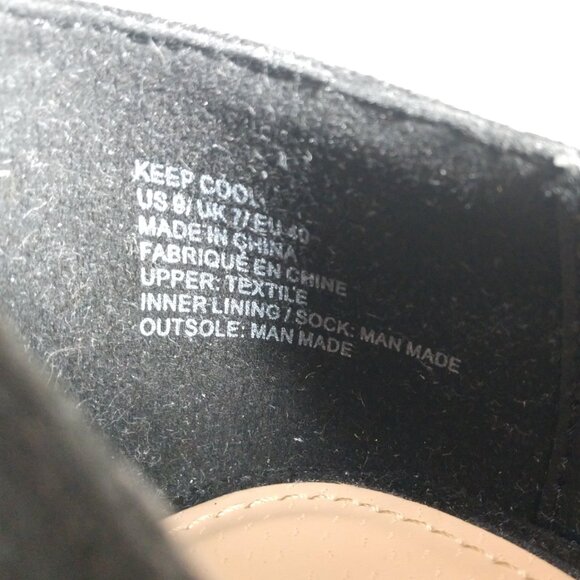 KEEP COOL
US 9/ UK 7/ EU 40
MADE IN CHINA
FABRIQUÉ EN CHINE
UPPER: TEXTILE
INNER LINING / SOCK: MAN MADE
OUTSOLE: MAN MADE